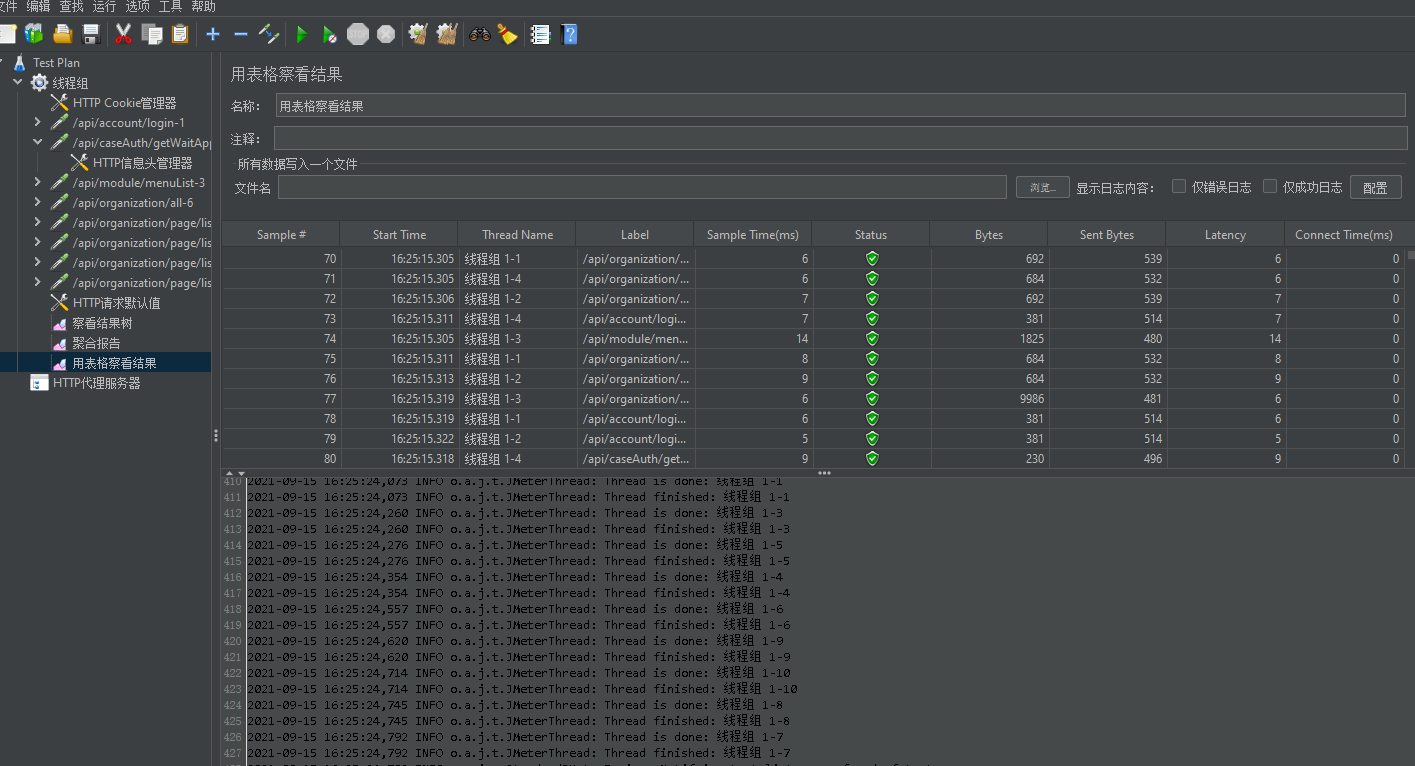 文件 编辑 查找 运行 选项 工具 帮助
STOP
Test Plan
线程组
HTTP Cookie管理器
/api/account/login-1
/api/caseAuth/getWaitApp
HTTP信息头管理器
/api/module/menuList-3
/api/organization/all-6
/api/organization/page/lis
/api/organization/page/lis
/api/organization/page/lis
/api/organization/page/lis
HTTP请求默认值
察看结果树
聚合报告
用表格察看结果
HTTP代理服务器
用表格察看结果
名称： 用表格察看结果
注释：
所有数据写入一个文件
文件名 浏览... 显示日志内容： 仅错误日志 仅成功日志 配置
Sample # Start Time Thread Name Label Sample Time(ms) Status Bytes Sent Bytes Latency Connect Time(ms)
70 16:25:15.305 线程组 1-1 /api/organization/... 6 692 539 6 0
71 16:25:15.305 线程组 1-4 /api/organization/... 6 684 532 6 0
72 16:25:15.306 线程组 1-2 /api/organization/... 7 692 539 7 0
73 16:25:15.311 线程组 1-4 /api/account/logi... 7 381 514 7 0
74 16:25:15.305 线程组 1-3 /api/module/men... 14 1825 480 14 0
75 16:25:15.311 线程组 1-1 /api/organization/... 8 684 532 8 0
76 16:25:15.313 线程组 1-2 /api/organization/... 9 684 532 9 0
77 16:25:15.319 线程组 1-3 /api/organization/... 6 9986 481 6 0
78 16:25:15.319 线程组 1-1 /api/account/logi... 6 381 514 6 0
79 16:25:15.322 线程组 1-2 /api/account/logi... 5 381 514 5 0
80 16:25:15.318 线程组 1-4 /api/caseAuth/get... 9 230 496 9 0
410 2021-09-15 16:25:24,073 INFO o.a.j.t.JMeterThread: Thread is done: 线程组 1-1
411 2021-09-15 16:25:24,073 INFO o.a.j.t.JMeterThread: Thread finished: 线程组 1-1
412 2021-09-15 16:25:24,260 INFO o.a.j.t.JMeterThread: Thread is done: 线程组 1-3
413 2021-09-15 16:25:24,260 INFO o.a.j.t.JMeterThread: Thread finished: 线程组 1-3
414 2021-09-15 16:25:24,276 INFO o.a.j.t.JMeterThread: Thread is done: 线程组 1-5
415 2021-09-15 16:25:24,276 INFO o.a.j.t.JMeterThread: Thread finished: 线程组 1-5
416 2021-09-15 16:25:24,354 INFO o.a.j.t.JMeterThread: Thread is done: 线程组 1-4
417 2021-09-15 16:25:24,354 INFO o.a.j.t.JMeterThread: Thread finished: 线程组 1-4
418 2021-09-15 16:25:24,557 INFO o.a.j.t.JMeterThread: Thread is done: 线程组 1-6
419 2021-09-15 16:25:24,557 INFO o.a.j.t.JMeterThread: Thread finished: 线程组 1-6
420 2021-09-15 16:25:24,620 INFO o.a.j.t.JMeterThread: Thread is done: 线程组 1-9
421 2021-09-15 16:25:24,620 INFO o.a.j.t.JMeterThread: Thread finished: 线程组 1-9
422 2021-09-15 16:25:24,714 INFO o.a.j.t.JMeterThread: Thread is done: 线程组 1-10
423 2021-09-15 16:25:24,714 INFO o.a.j.t.JMeterThread: Thread finished: 线程组 1-10
424 2021-09-15 16:25:24,745 INFO o.a.j.t.JMeterThread: Thread is done: 线程组 1-8
425 2021-09-15 16:25:24,745 INFO o.a.j.t.JMeterThread: Thread finished: 线程组 1-8
426 2021-09-15 16:25:24,792 INFO o.a.j.t.JMeterThread: Thread is done: 线程组 1-7
427 2021-09-15 16:25:24,792 INFO o.a.j.t.JMeterThread: Thread finished: 线程组 1-7